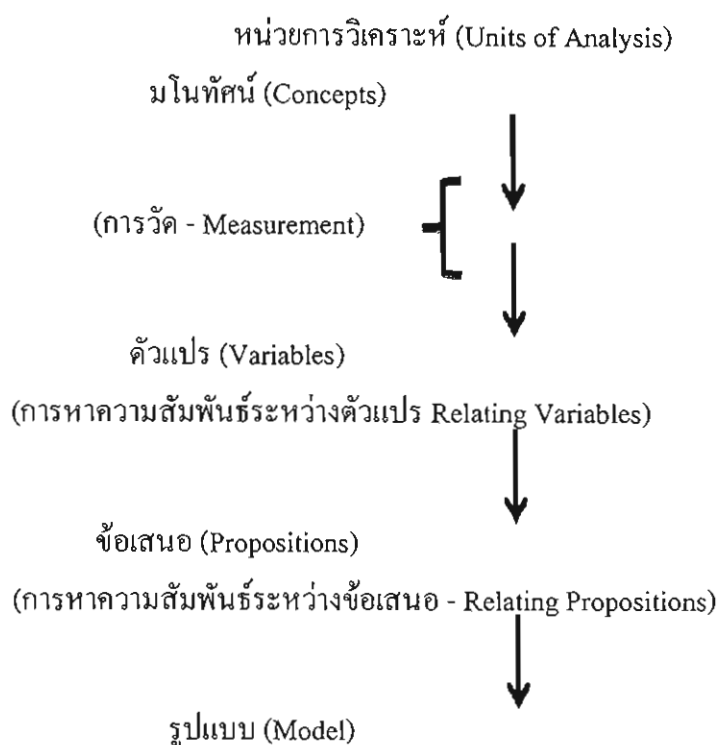 หน่วยการวิเคราะห์ (Units of Analysis)
มโนทัศน์ (Concepts)
(การวัด - Measurement)
ตัวแปร (Variables)
(การหาความสัมพันธ์ระหว่างตัวแปร Relating Variables)
ข้อเสนอ (Propositions)
(การหาความสัมพันธ์ระหว่างข้อเสนอ - Relating Propositions)
รูปแบบ (Model)